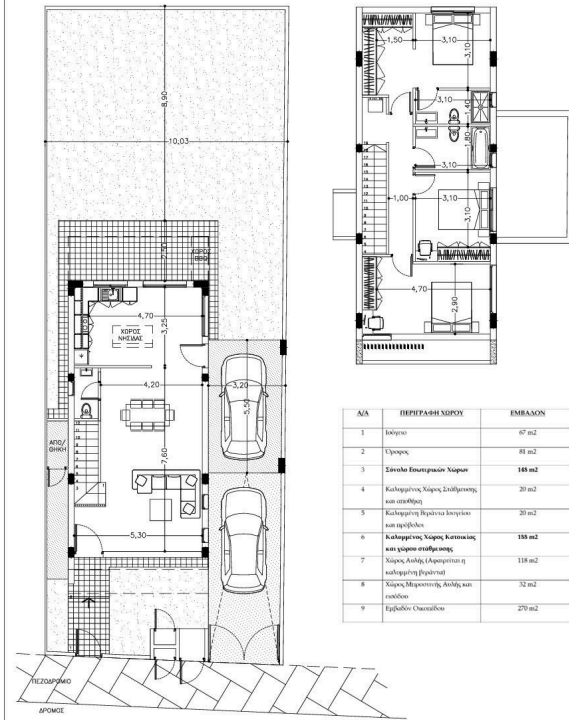 8,90
10,03
2,50
ΧΩΡΟΣ
BBQ
4,70
3,25
ΧΩΡΟΣ
ΝΗΣΙΔΑΣ
4,20
3,20
5,50
ΑΠΟ/
ΘΗΚΗ
7,60
5,30
ΠΕΖΟΔΡΟΜΙΟ
ΔΡΟΜΟΣ
1,50
3,10
3,10
3,10
1,40
1,80
3,10
1,00
3,10
3,10
4,70
2,90
Α/Α ΠΕΡΙΓΡΑΦΗ ΧΩΡΟΥ ΕΜΒΑΔΟΝ
1 Ισόγειο 67 m2
2 Όροφος 81 m2
3 Σύνολο Εσωτερικών Χώρων 148 m2
4 Καλυμμένος Χώρος Στάθμευσης 20 m2
και αποθήκη
5 Καλυμμένη Βεράντα Ισογείου 20 m2
και πρόβολοι
6 Καλυμμένος Χώρος Κατοικίας 188 m2
και χώρου στάθμευσης
7 Χώρος Αυλής (Αφαιρείται η 118 m2
καλυμμένη βεράντα)
8 Χώρος Μπροστινής Αυλής και 32 m2
εισόδου
9 Εμβαδόν Οικοπέδου 270 m2